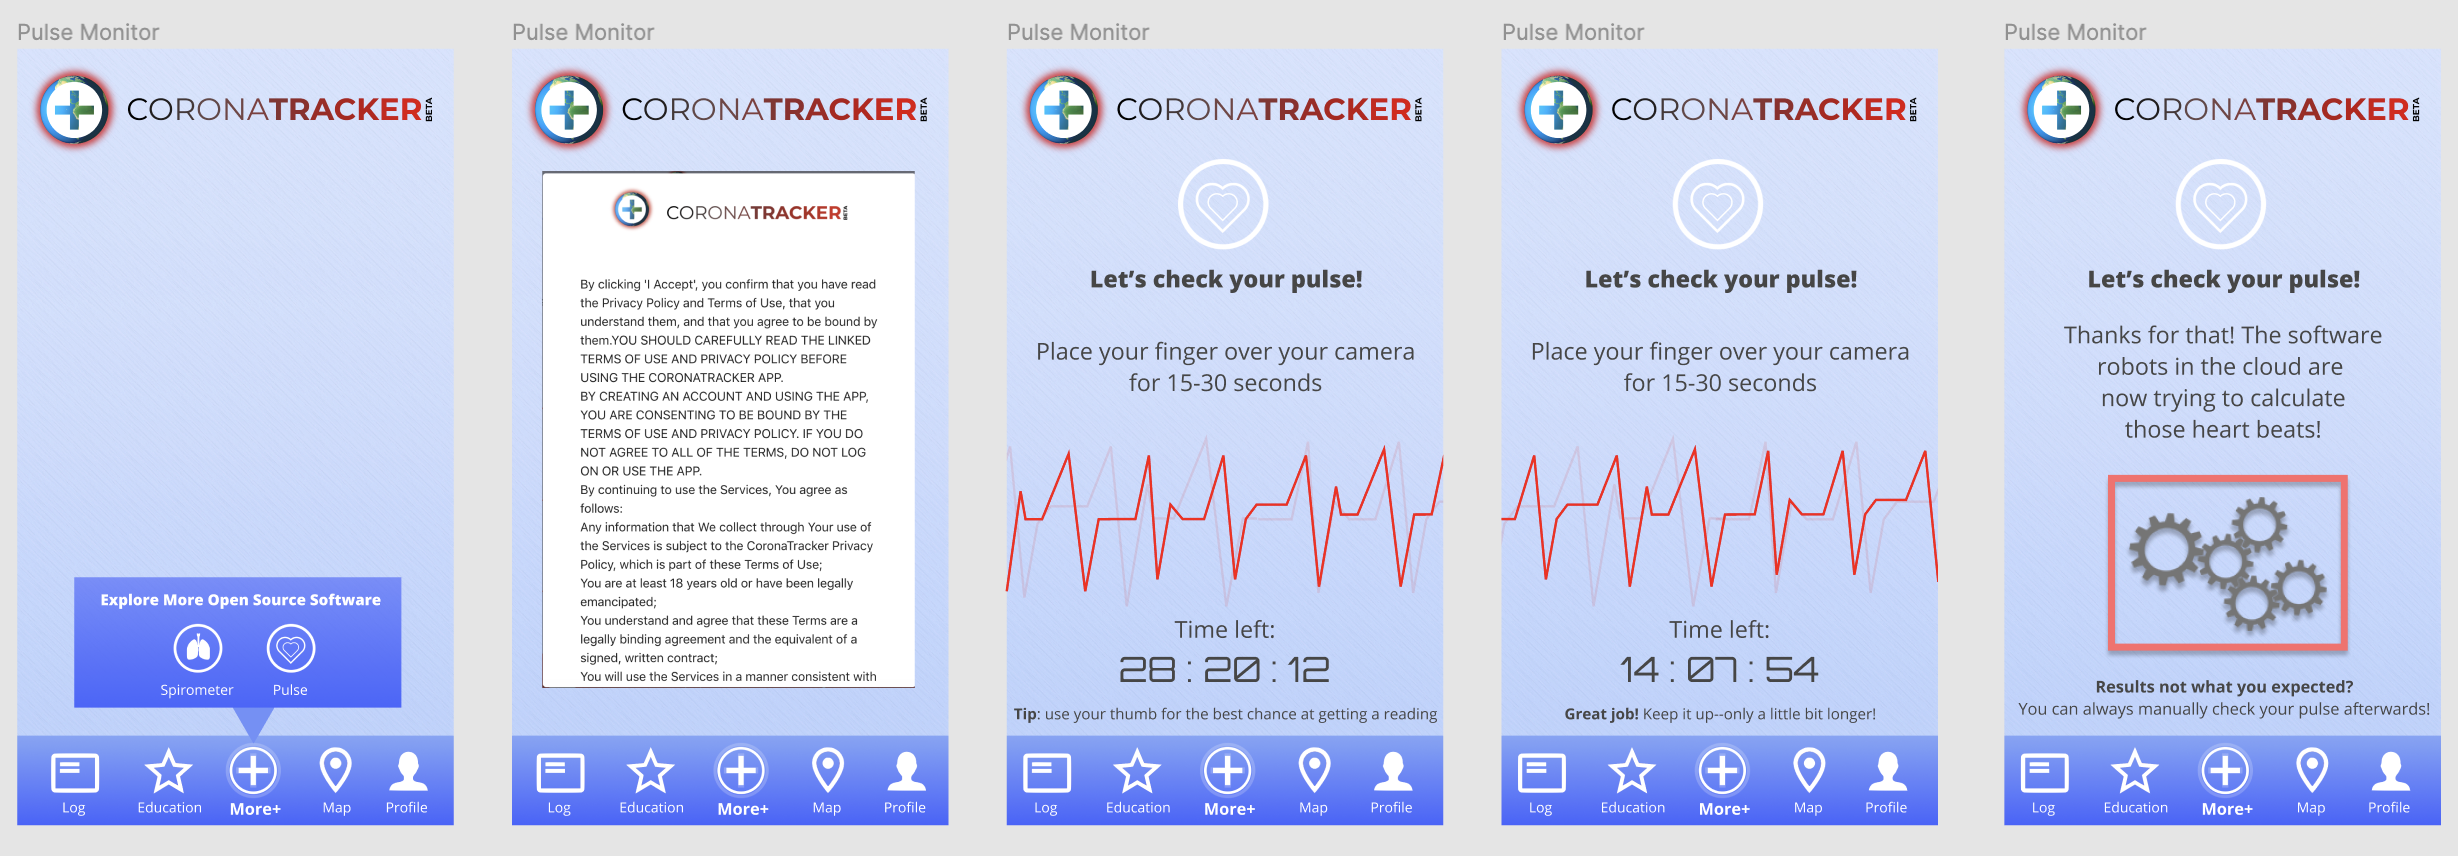 Pulse Monitor
CORONATRACKER BETA
Explore More Open Source Software
Spirometer Pulse
Log Education More+ Map Profile
Pulse Monitor
CORONATRACKER BETA
CORONATRACKER BETA
By clicking 'I Accept', you confirm that you have read
the Privacy Policy and Terms of Use, that you
understand them, and that you agree to be bound by
them.YOU SHOULD CAREFULLY READ THE LINKED
TERMS OF USE AND PRIVACY POLICY BEFORE
USING THE CORONATRACKER APP.
BY CREATING AN ACCOUNT AND USING THE APP,
YOU ARE CONSENTING TO BE BOUND BY THE
TERMS OF USE AND PRIVACY POLICY. IF YOU DO
NOT AGREE TO ALL OF THE TERMS, DO NOT LOG
ON OR USE THE APP.
By continuing to use the Services, You agree as
follows:
Any information that We collect through Your use of
the Services is subject to the CoronaTracker Privacy
Policy, which is part of these Terms of Use;
You are at least 18 years old or have been legally
emancipated;
You understand and agree that these Terms are a
legally binding agreement and the equivalent of a
signed, written contract;
You will use the Services in a manner consistent with
Log Education More+ Map Profile
Pulse Monitor
CORONATRACKER BETA
Let's check your pulse!
Place your finger over your camera
for 15-30 seconds
Time left:
28 : 20 : 12
Tip: use your thumb for the best chance at getting a reading
Log Education More+ Map Profile
Pulse Monitor
CORONATRACKER BETA
Let's check your pulse!
Place your finger over your camera
for 15-30 seconds
Time left:
14 : 07 : 54
Great job! Keep it up--only a little bit longer!
Log Education More+ Map Profile
Pulse Monitor
CORONATRACKER BETA
Let's check your pulse!
Thanks for that! The software
robots in the cloud are
now trying to calculate
those heart beats!
Results not what you expected?
You can always manually check your pulse afterwards!
Log Education More+ Map Profile